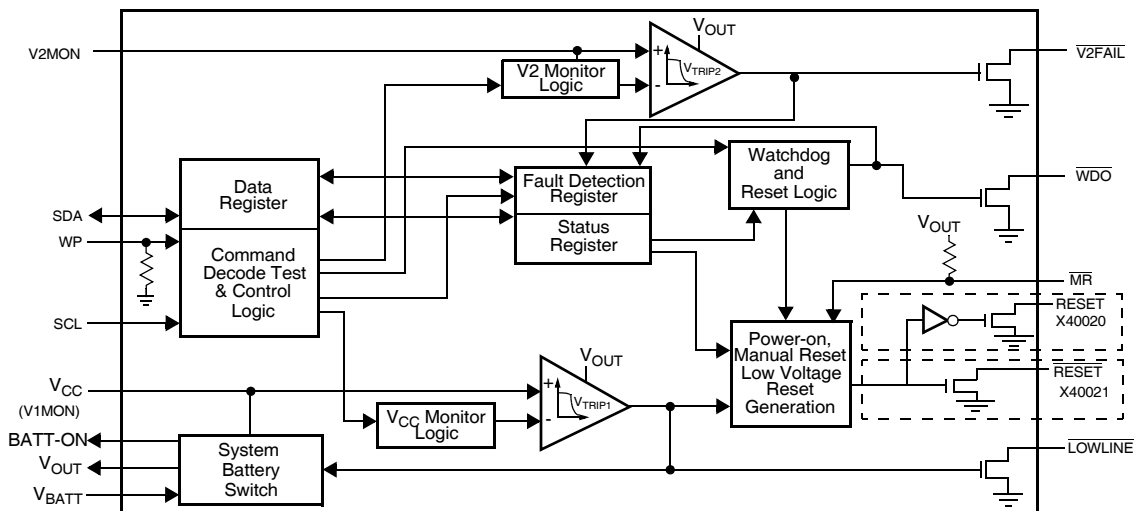 V2MON
V2 Monitor
Logic
+
-
VTRIP2
VOUT
V2FAIL
Data
Register
Command
Decode Test
& Control
Logic
SDA
WP
SCL
Fault Detection
Register
Status
Register
Watchdog
and
Reset Logic
WDO
VOUT
MR
RESET
X40020
RESET
X40021
Power-on,
Manual Reset
Low Voltage
Reset
Generation
VCC
(V1MON)
VCC Monitor
Logic
+
-
VTRIP1
VOUT
BATT-ON
VOUT
VBATT
System
Battery
Switch
LOWLINE